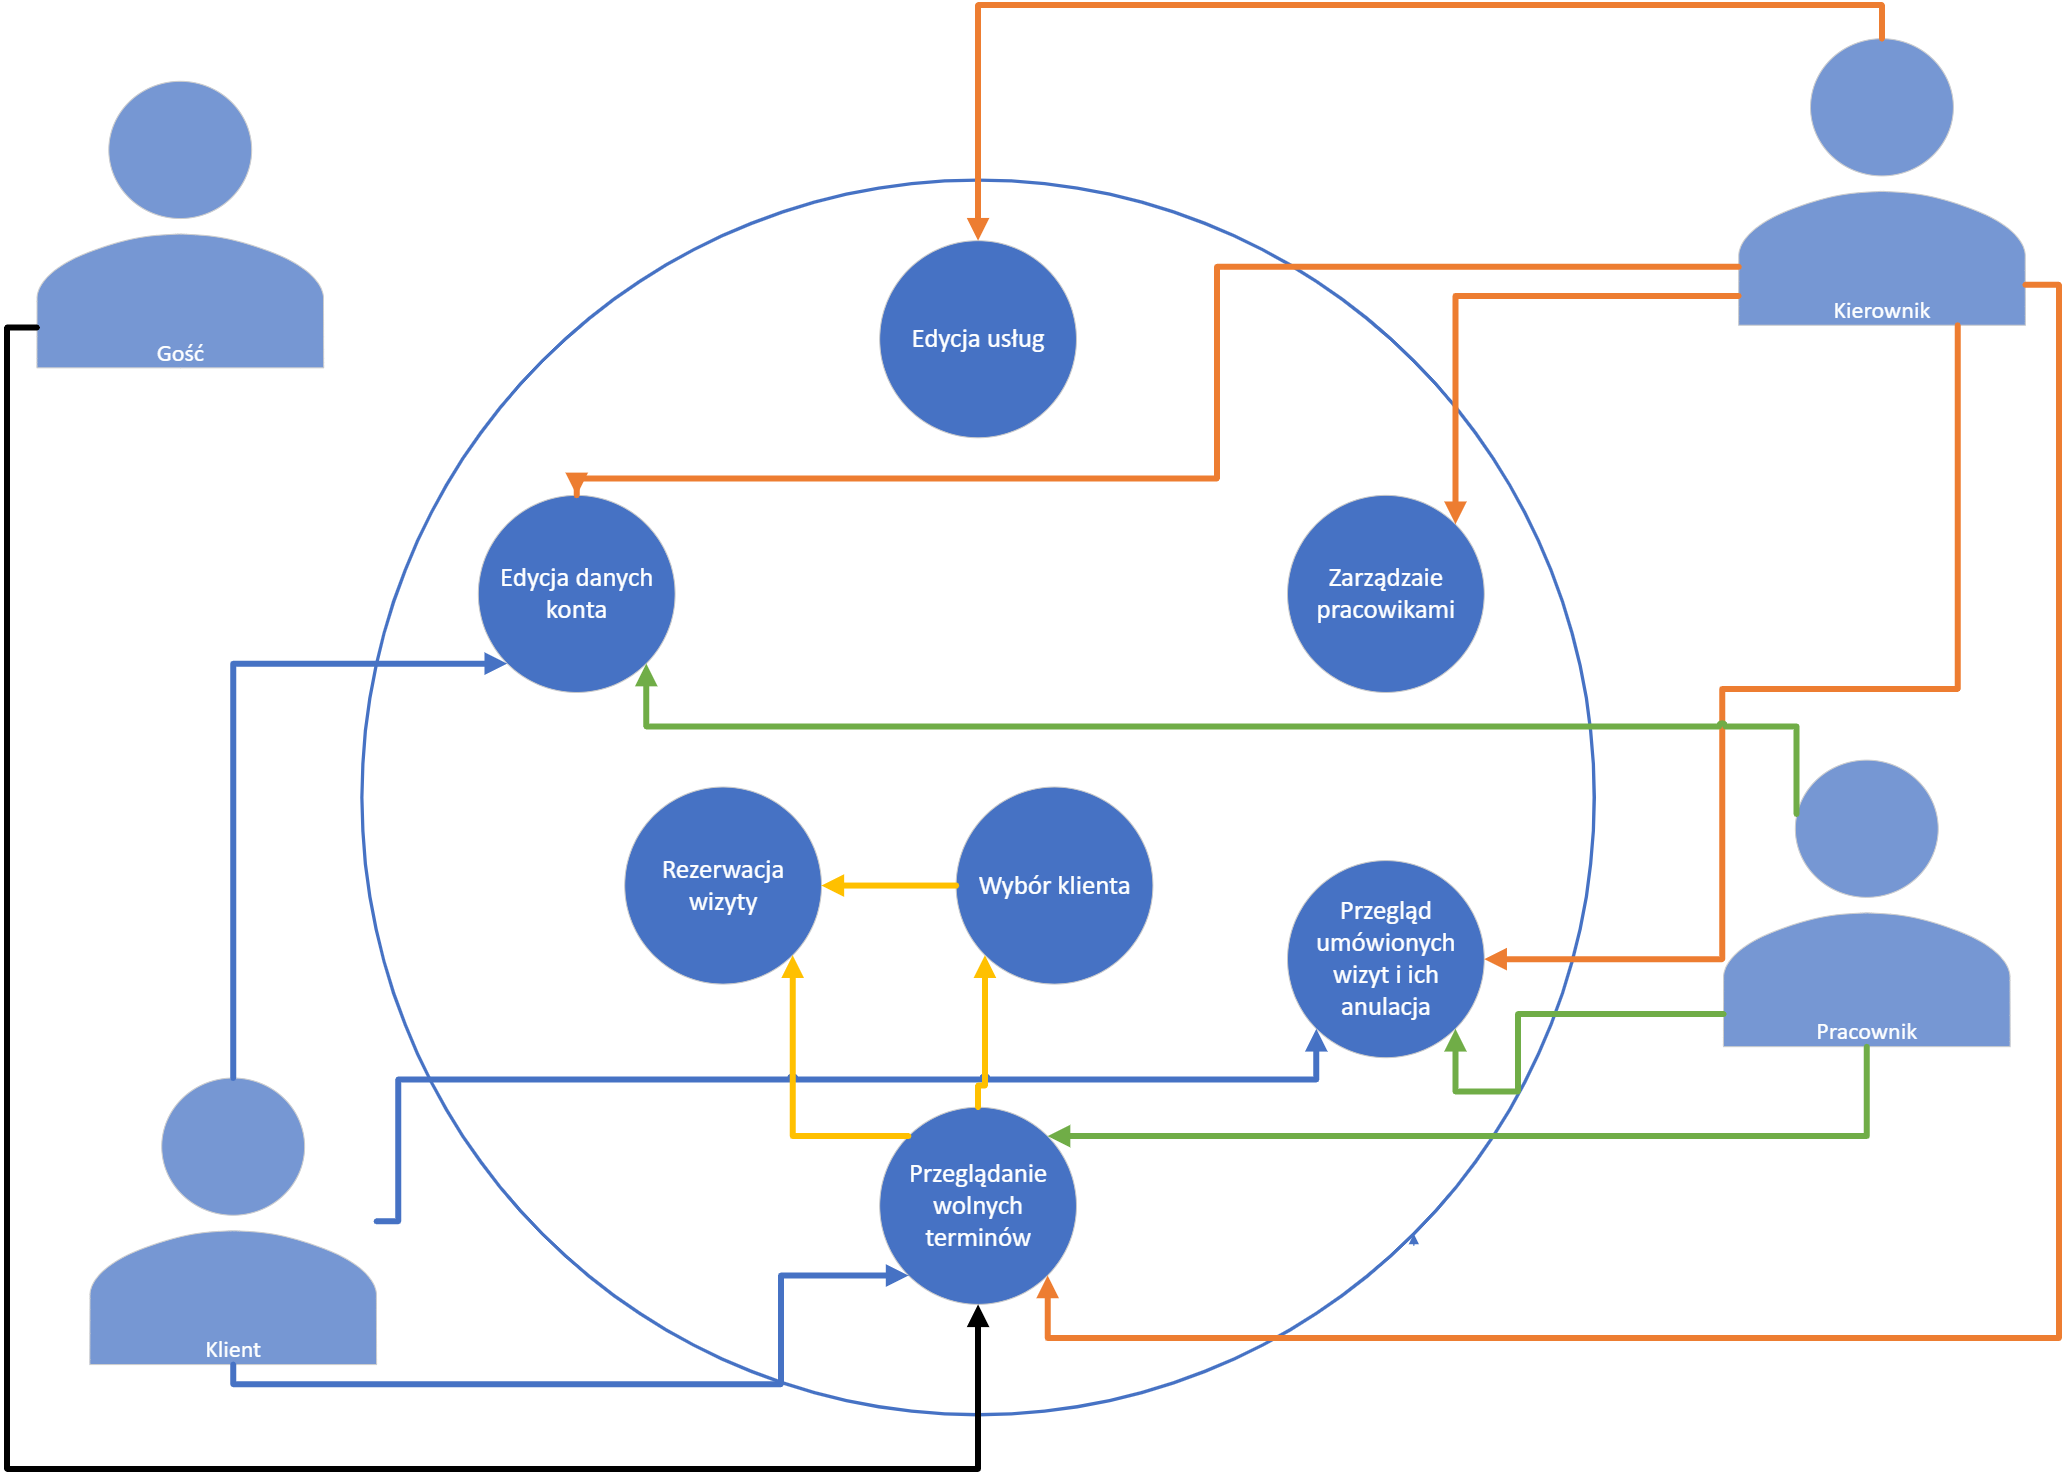 Kierownik
Gość
Edycja usług
Edycja danych
konta
Zarządzaie
pracowikami
Rezerwacja
wizyty
Wybór klienta
Przegląd
umówionych
wizyt i ich
anulacja
Pracownik
Przeglądanie
wolnych
terminów
Klient